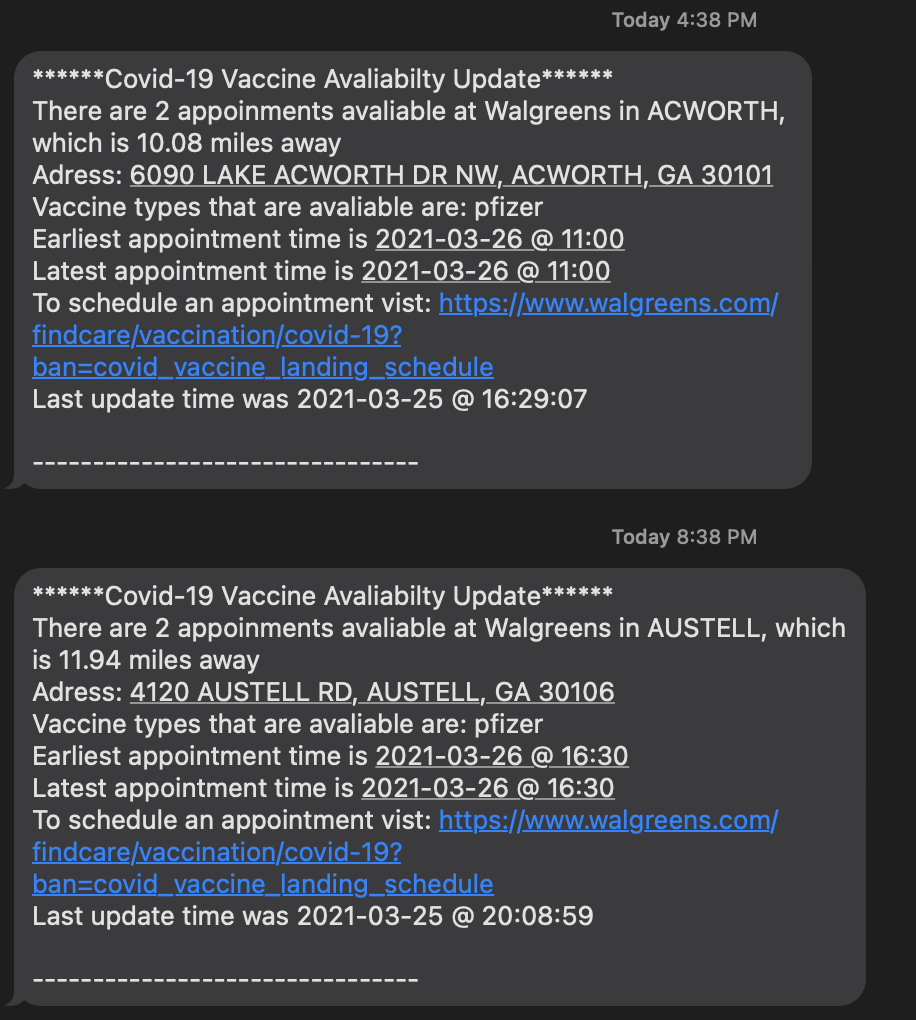 Today 4:38 PM
******Covid-19 Vaccine Avaliabilty Update******
There are 2 appoinments avaliable at Walgreens in ACWORTH,
which is 10.08 miles away
Adress: 6090 LAKE ACWORTH DR NW, ACWORTH, GA 30101
Vaccine types that are avaliable are: pfizer
Earliest appointment time is 2021-03-26 @ 11:00
Latest appointment time is 2021-03-26 @ 11:00
To schedule an appointment vist: https://www.walgreens.com/
findcare/vaccination/covid-19?
ban=covid_vaccine_landing_schedule
Last update time was 2021-03-25 @ 16:29:07
--------------------------------
Today 8:38 PM
******Covid-19 Vaccine Avaliabilty Update******
There are 2 appoinments avaliable at Walgreens in AUSTELL, which
is 11.94 miles away
Adress: 4120 AUSTELL RD, AUSTELL, GA 30106
Vaccine types that are avaliable are: pfizer
Earliest appointment time is 2021-03-26 @ 16:30
Latest appointment time is 2021-03-26 @ 16:30
To schedule an appointment vist: https://www.walgreens.com/
findcare/vaccination/covid-19?
ban=covid_vaccine_landing_schedule
Last update time was 2021-03-25 @ 20:08:59
--------------------------------